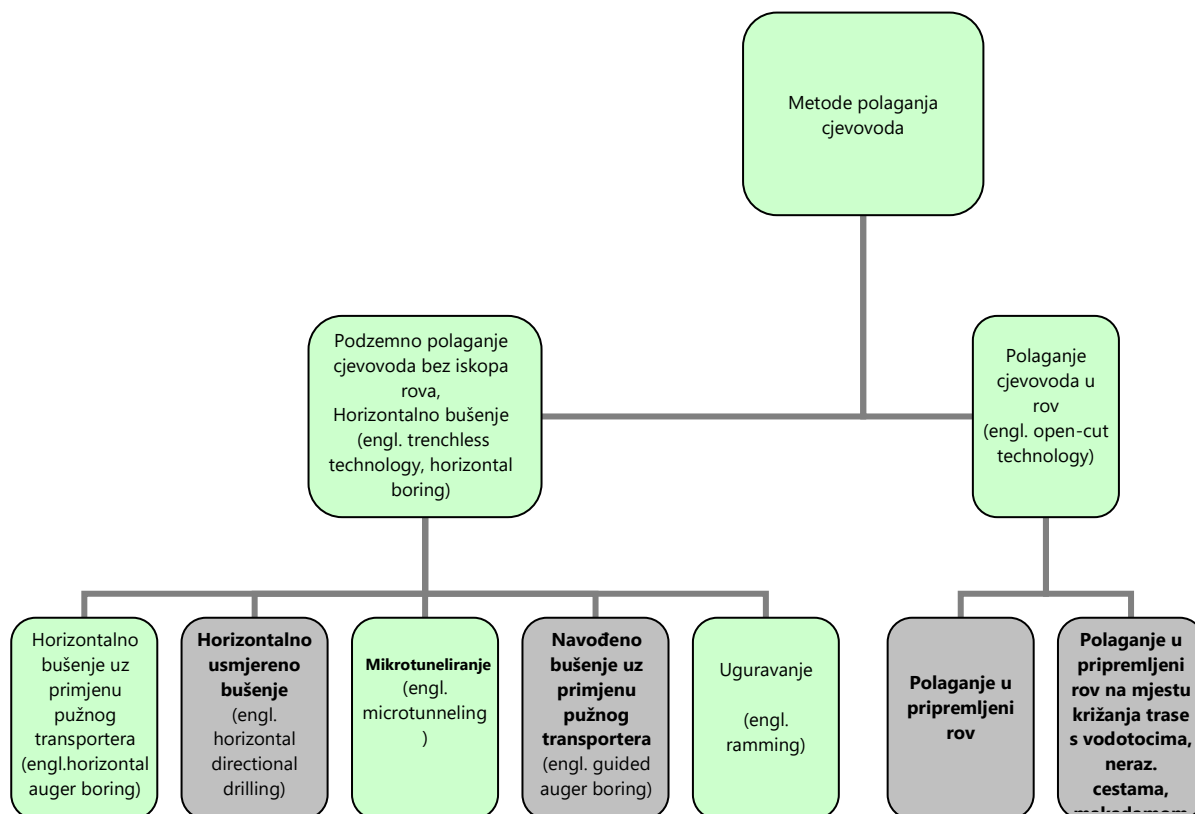 Metode polaganja
cjevovoda
Podzemno polaganje
cjevovoda bez iskopa
rova,
Horizontalno bušenje
(engl. trenchless
technology, horizontal
boring)
Polaganje
cjevovoda u
rov
(engl. open-cut
technology)
Horizontalno
bušenje uz
primjenu
pužnog
transportera
(engl.horizontal
auger boring)
Horizontalno
usmjereno
bušenje
(engl.
horizontal
directional
drilling)
Mikrotuneliranje
(engl.
microtunneling
)
Navođeno
bušenje uz
primjenu
pužnog
transportera
(engl. guided
auger boring)
Uguravanje
(engl.
ramming)
Polaganje u
pripremljeni
rov
Polaganje u
pripremljeni
rov na mjestu
križanja trase
s vodotocima,
neraz.
cestama,